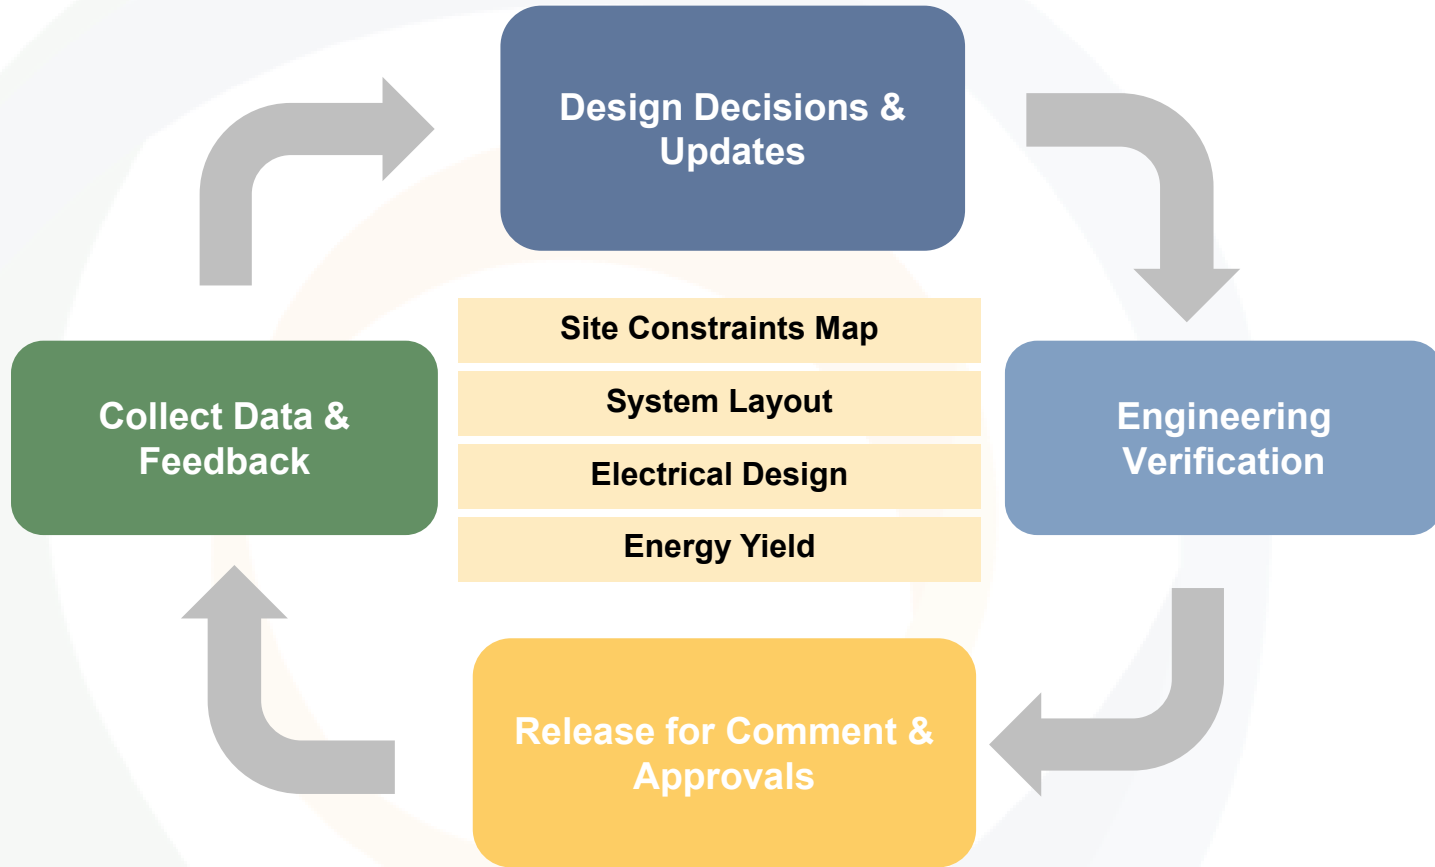 Design Decisions &
Updates
Site Constraints Map
System Layout
Electrical Design
Energy Yield
Collect Data &
Feedback
Engineering
Verification
Release for Comment &
Approvals